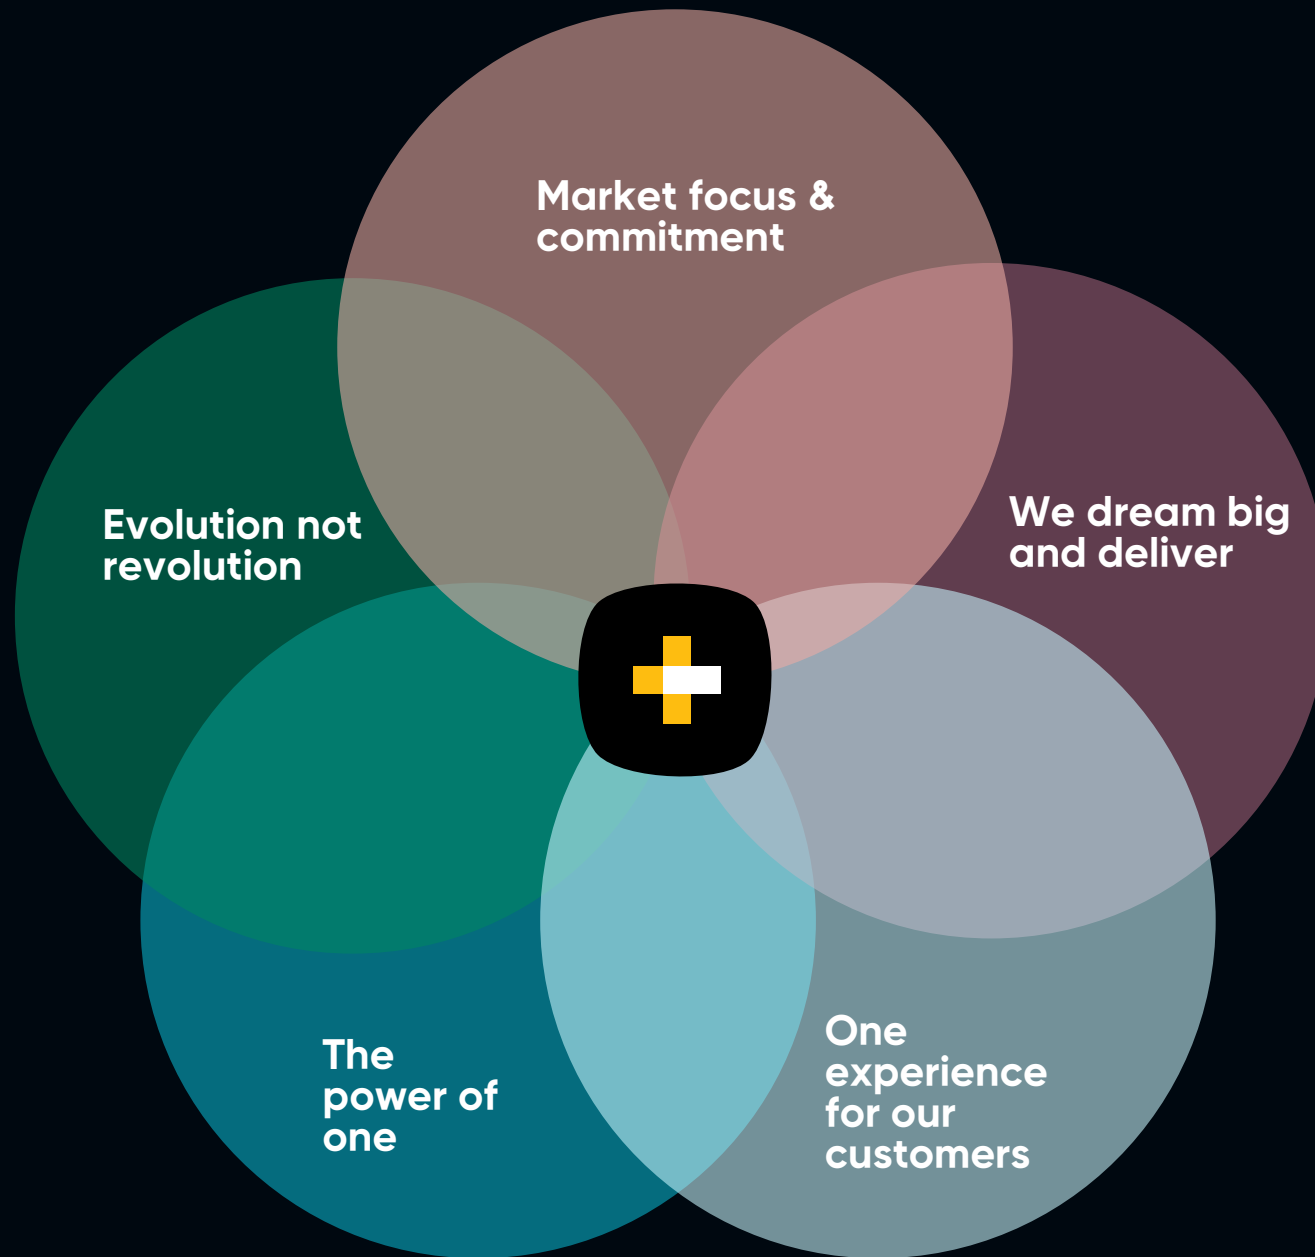 Market focus &
commitment
We dream big
and deliver
Evolution not
revolution
One
experience
for our
customers
The
power of
one